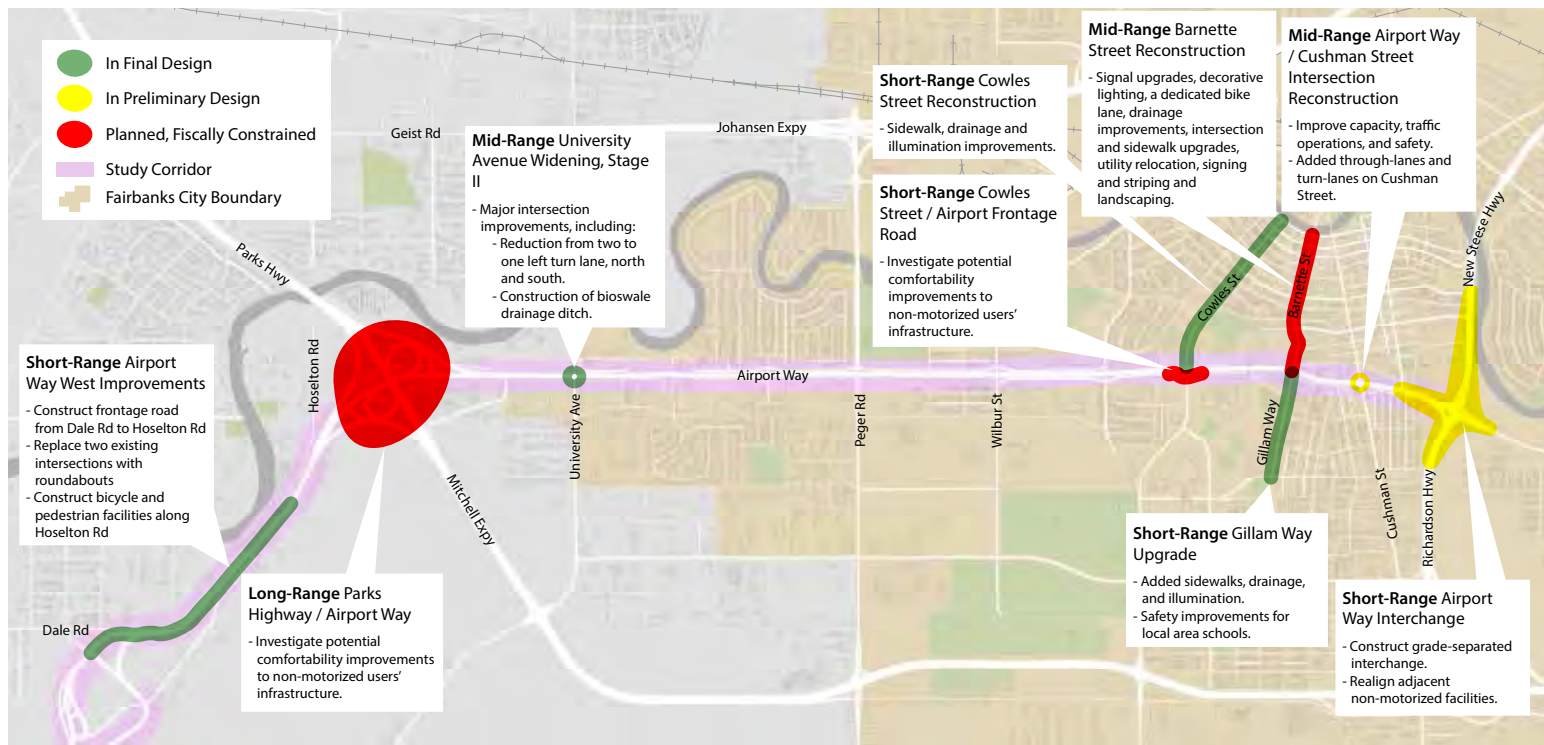 In Final Design
In Preliminary Design
Planned, Fiscally Constrained
Study Corridor
Fairbanks City Boundary
Geist Rd
Johansen Expy
Parks Hwy
Hoselton Rd
Mitchell Expy
University Ave
Airport Way
Peger Rd
Wilbur St
Cowles St
Barnette St
Gillam Way
Cushman St
Richardson Hwy
New Steese Hwy
Dale Rd
Short-Range Airport
Way West Improvements
- Construct frontage road
from Dale Rd to Hoselton Rd
- Replace two existing
intersections with
roundabouts
- Construct bicycle and
pedestrian facilities along
Hoselton Rd
Long-Range Parks
Highway / Airport Way
- Investigate potential
comfortability improvements
to non-motorized users'
infrastructure.
Mid-Range University
Avenue Widening, Stage
II
- Major intersection
improvements, including:
- Reduction from two to
one left turn lane, north
and south.
- Construction of bioswale
drainage ditch.
Short-Range Cowles
Street Reconstruction
- Sidewalk, drainage and
illumination improvements.
Short-Range Cowles
Street / Airport Frontage
Road
- Investigate potential
comfortability
improvements to
non-motorized users'
infrastructure.
Mid-Range Barnette
Street Reconstruction
- Signal upgrades, decorative
lighting, a dedicated bike
lane, drainage
improvements, intersection
and sidewalk upgrades,
utility relocation, signing
and striping and
landscaping.
Mid-Range Airport Way
/ Cushman Street
Intersection
Reconstruction
- Improve capacity, traffic
operations, and safety.
- Added through-lanes and
turn-lanes on Cushman
Street.
Short-Range Gillam Way
Upgrade
- Added sidewalks, drainage,
and illumination.
- Safety improvements for
local area schools.
Short-Range Airport
Way Interchange
- Construct grade-separated
interchange.
- Realign adjacent
non-motorized facilities.